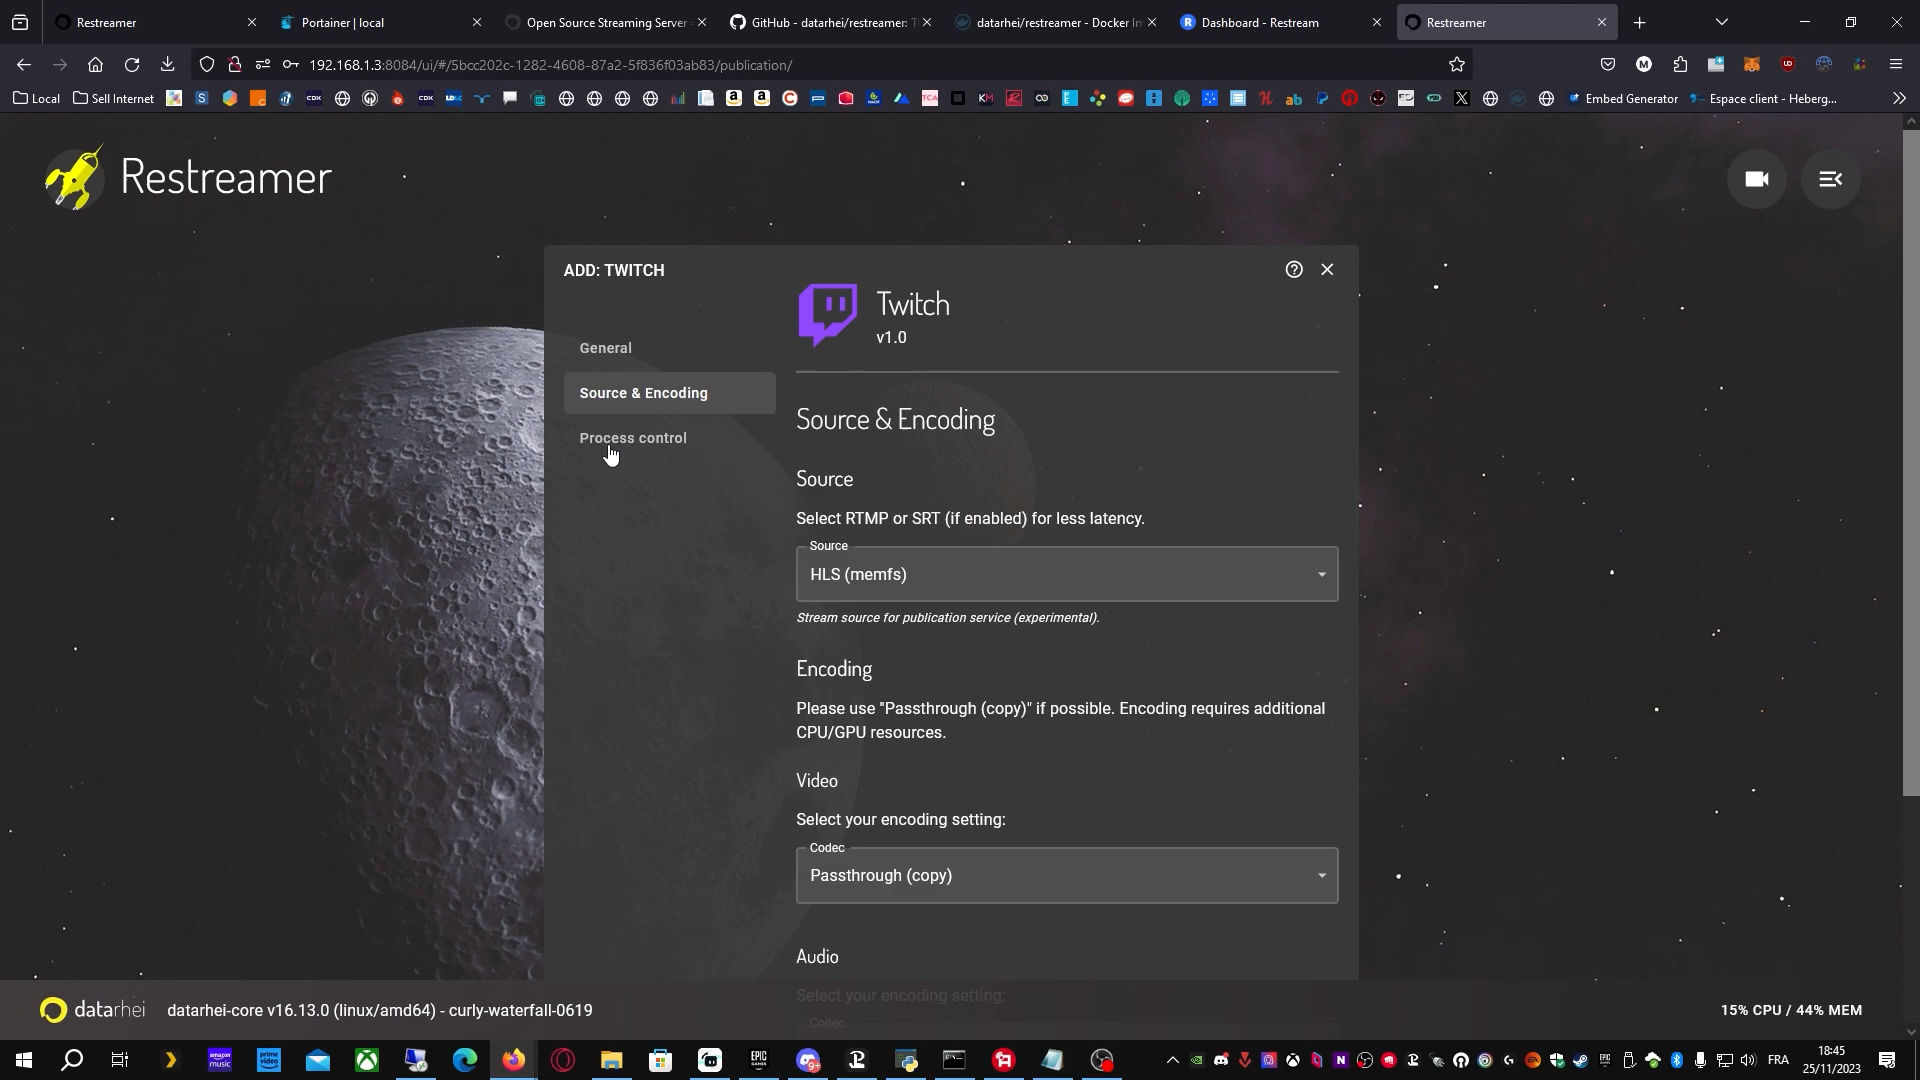 Restreamer
Portainer | local
Open Source Streaming Server
GitHub - datarhei/restreamer:
datarhei/restreamer - Docker Im
Dashboard - Restream
Restreamer
192.168.1.3:8084/ui/#/5bcc202c-1282-4608-87a2-5f836f03ab83/publication/
Local
Sell Internet
Embed Generator
Espace client - Heberg...
Restreamer
ADD: TWITCH
Twitch
v1.0
General
Source & Encoding
Process control
Source & Encoding
Source
Select RTMP or SRT (if enabled) for less latency.
Source
HLS (memfs)
Stream source for publication service (experimental).
Encoding
Please use "Passthrough (copy)" if possible. Encoding requires additional
CPU/GPU resources.
Video
Select your encoding setting:
Codec
Passthrough (copy)
Audio
Select your encoding setting:
Codec
datarhei
datarhei-core v16.13.0 (linux/amd64) - curly-waterfall-0619
15% CPU / 44% MEM
FRA
18:45
25/11/2023